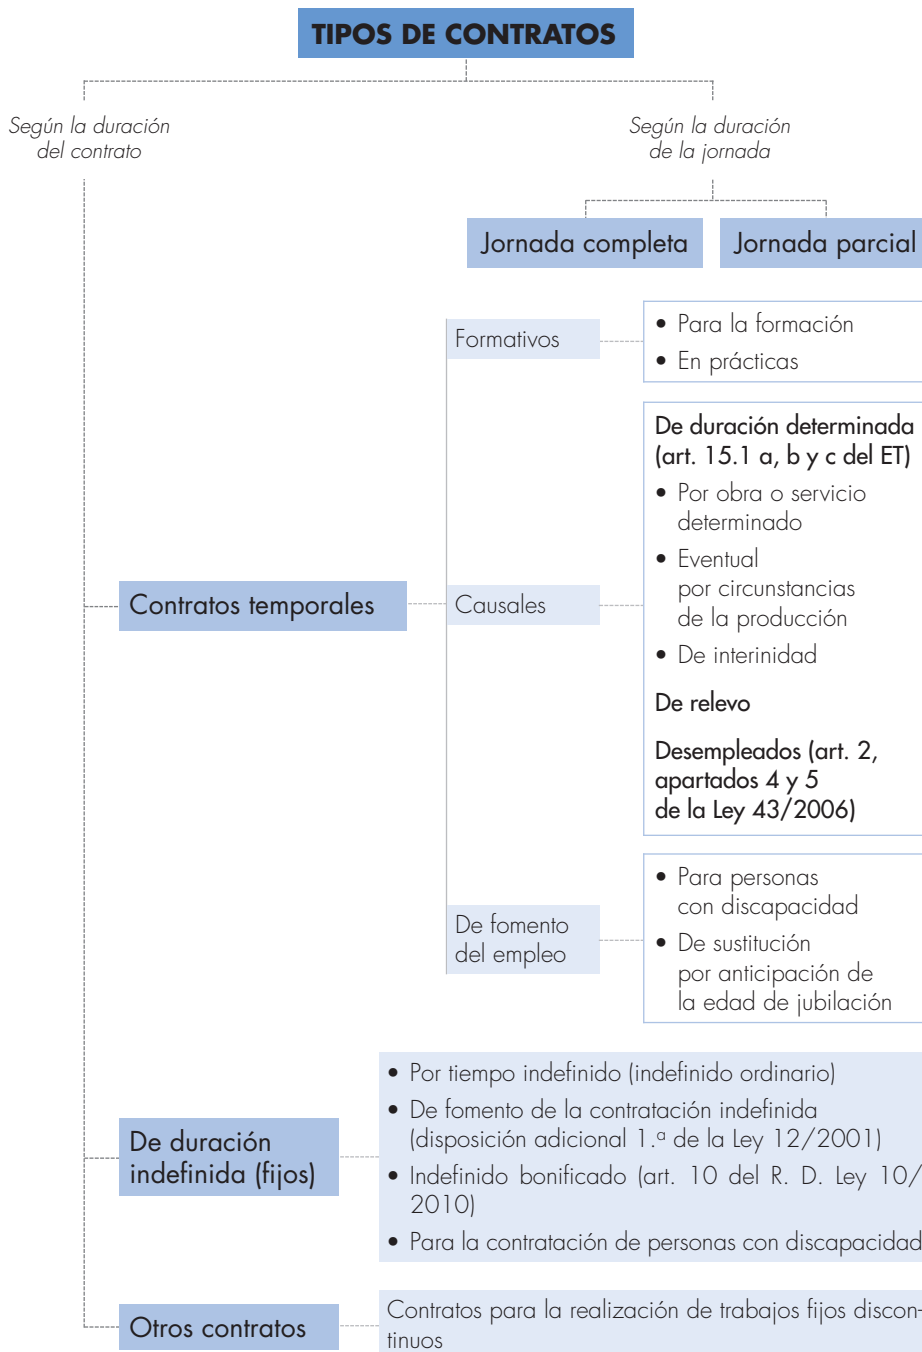 TIPOS DE CONTRATOS
Según la duración
del contrato
Según la duración
de la jornada
Jornada completa
Jornada parcial
Contratos temporales
Formativos
• Para la formación
• En prácticas
Causales
De duración determinada
(art. 15.1 a, b y c del ET)
• Por obra o servicio
determinado
• Eventual
por circunstancias
de la producción
• De interinidad
De relevo
Desempleados (art. 2,
apartados 4 y 5
de la Ley 43/2006)
De fomento
del empleo
• Para personas
con discapacidad
• De sustitución
por anticipación de
la edad de jubilación
De duración
indefinida (fijos)
• Por tiempo indefinido (indefinido ordinario)
• De fomento de la contratación indefinida
(disposición adicional 1.ª de la Ley 12/2001)
• Indefinido bonificado (art. 10 del R. D. Ley 10/
2010)
• Para la contratación de personas con discapacidad
Otros contratos
Contratos para la realización de trabajos fijos discon-
tinuos